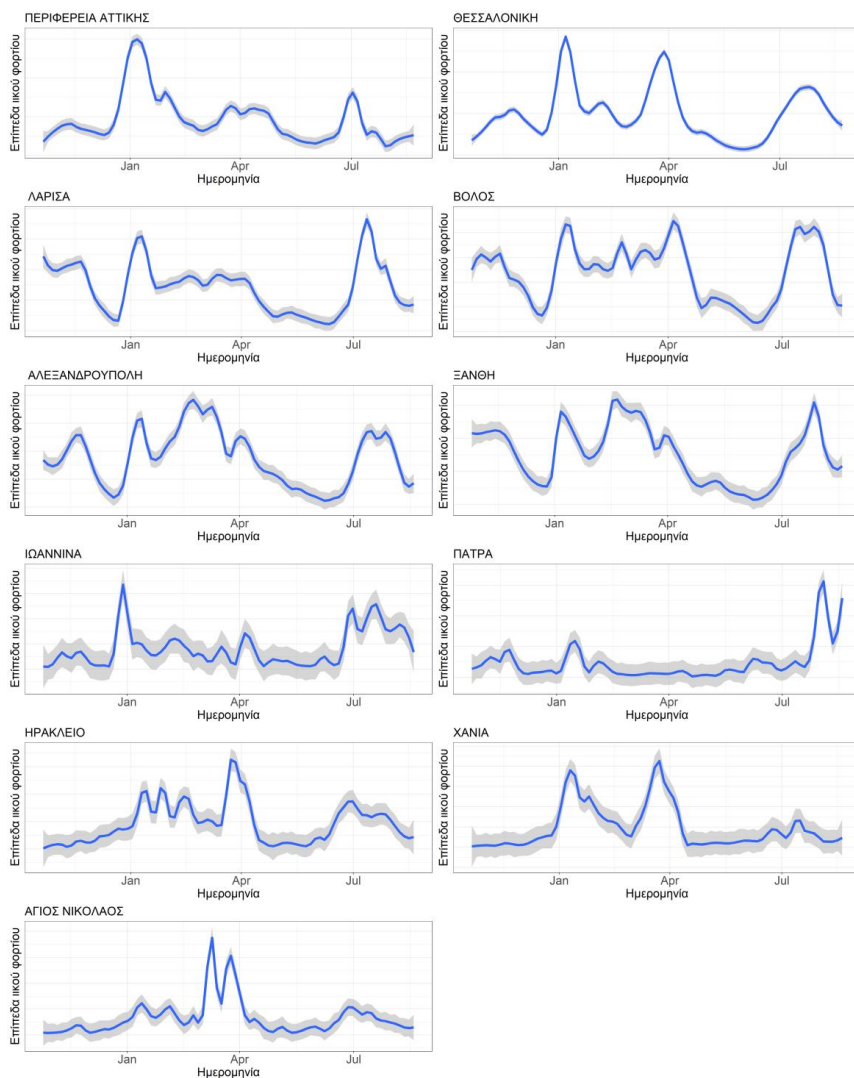 ΠΕΡΙΦΕΡΕΙΑ ΑΤΤΙΚΗΣ
Επίπεδα ιικού φορτίου
Jan Apr Jul
Ημερομηνία
ΘΕΣΣΑΛΟΝΙΚΗ
Επίπεδα ιικού φορτίου
Jan Apr Jul
Ημερομηνία
ΛΑΡΙΣΑ
Επίπεδα ιικού φορτίου
Jan Apr Jul
Ημερομηνία
ΒΟΛΟΣ
Επίπεδα ιικού φορτίου
Jan Apr Jul
Ημερομηνία
ΑΛΕΞΑΝΔΡΟΥΠΟΛΗ
Επίπεδα ιικού φορτίου
Jan Apr Jul
Ημερομηνία
ΞΑΝΘΗ
Επίπεδα ιικού φορτίου
Jan Apr Jul
Ημερομηνία
ΙΩΑΝΝΙΝΑ
Επίπεδα ιικού φορτίου
Jan Apr Jul
Ημερομηνία
ΠΑΤΡΑ
Επίπεδα ιικού φορτίου
Jan Apr Jul
Ημερομηνία
ΗΡΑΚΛΕΙΟ
Επίπεδα ιικού φορτίου
Jan Apr Jul
Ημερομηνία
ΧΑΝΙΑ
Επίπεδα ιικού φορτίου
Jan Apr Jul
Ημερομηνία
ΑΓΙΟΣ ΝΙΚΟΛΑΟΣ
Επίπεδα ιικού φορτίου
Jan Apr Jul
Ημερομηνία